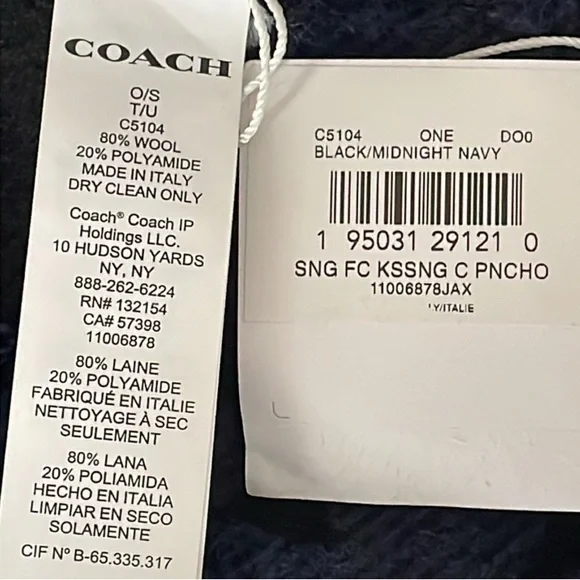 COACH
O/S
T/U
C5104
80% WOOL
20% POLYAMIDE
MADE IN ITALY
DRY CLEAN ONLY
Coach® Coach IP
Holdings LLC.
10 HUDSON YARDS
NY, NY
888-262-6224
RN# 132154
CA# 57398
11006878
80% LAINE
20% POLYAMIDE
FABRIQUÉ EN ITALIE
NETTOYAGE À SEC
SEULEMENT
80% LANA
20% POLIAMIDA
HECHO EN ITALIA
LIMPIAR EN SECO
SOLAMENTE
CIF Nº B-65.335.317
C5104 ONE DO0
BLACK/MIDNIGHT NAVY
1 95031 29121 0
SNG FC KSSNG C PNCHO
11006878JAX
Y/ITALIE